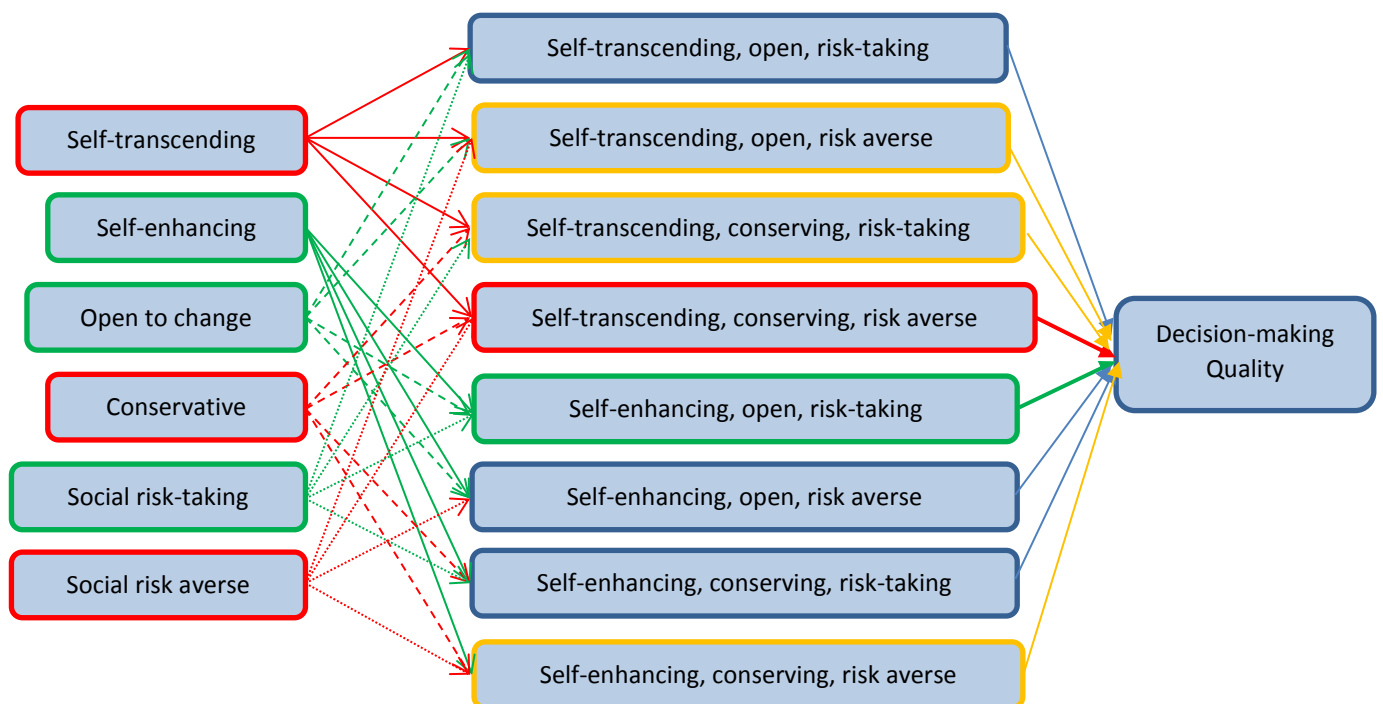 Self-transcending
Self-enhancing
Open to change
Conservative
Social risk-taking
Social risk averse
Self-transcending, open, risk-taking
Self-transcending, open, risk averse
Self-transcending, conserving, risk-taking
Self-transcending, conserving, risk averse
Self-enhancing, open, risk-taking
Self-enhancing, open, risk averse
Self-enhancing, conserving, risk-taking
Self-enhancing, conserving, risk averse
Decision-making
Quality